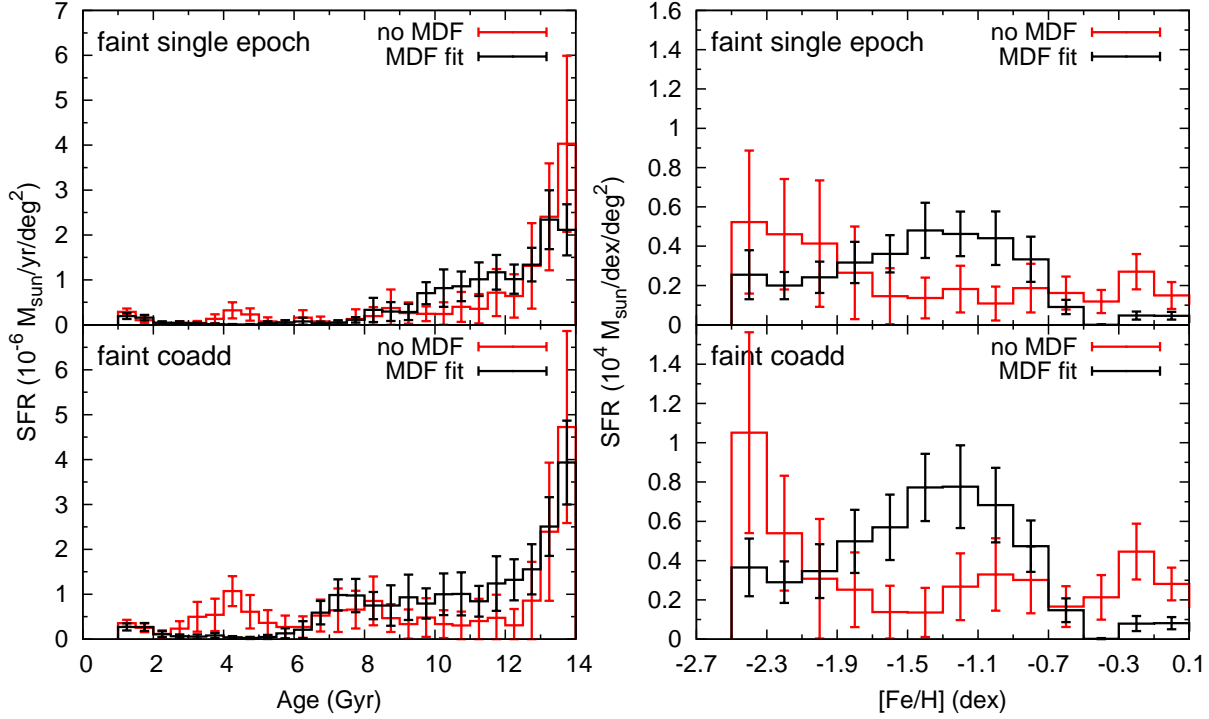 faint single epoch
no MDF
MDF fit
7
6
5
4
3
2
1
0
faint coadd
no MDF
MDF fit
6
5
4
3
2
1
0
SFR (10^-6 M_sun/yr/deg^2)
0 2 4 6 8 10 12 14
Age (Gyr)
faint single epoch
no MDF
MDF fit
1.6
1.4
1.2
1
0.8
0.6
0.4
0.2
0
faint coadd
no MDF
MDF fit
1.4
1.2
1
0.8
0.6
0.4
0.2
0
SFR (10^4 M_sun/dex/deg^2)
-2.7 -2.3 -1.9 -1.5 -1.1 -0.7 -0.3 0.1
[Fe/H] (dex)